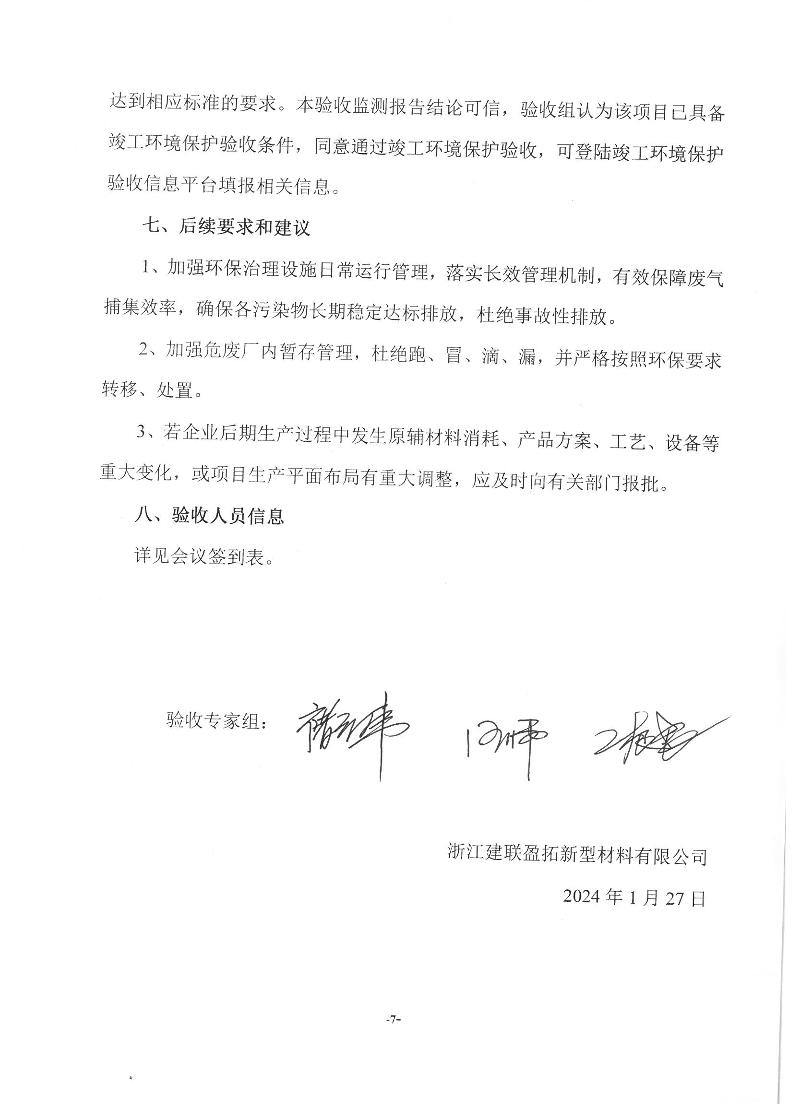 达到相应标准的要求。本验收监测报告结论可信，验收组认为该项目已具备
竣工环境保护验收条件，同意通过竣工环境保护验收，可登陆竣工环境保护
验收信息平台填报相关信息。
七、后续要求和建议
1、加强环保治理设施日常运行管理，落实长效管理机制，有效保障废气
捕集效率，确保各污染物长期稳定达标排放，杜绝事故性排放。
2、加强危废厂内暂存管理，杜绝跑、冒、滴、漏，并严格按照环保要求
转移、处置。
3、若企业后期生产过程中发生原辅材料消耗、产品方案、工艺、设备等
重大变化，或项目生产平面布局有重大调整，应及时向有关部门报批。
八、验收人员信息
详见会议签到表。
验收专家组：
浙江建联盈拓新型材料有限公司
2024 年 1 月 27 日
-7-